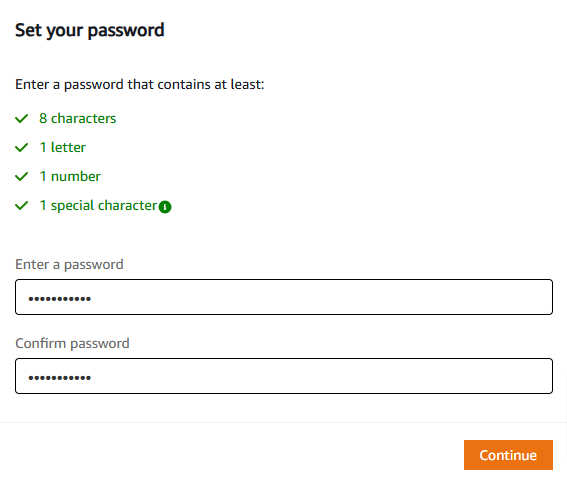 Set your password
Enter a password that contains at least:
8 characters
1 letter
1 number
1 special character
Enter a password
•••••••••••
Confirm password
•••••••••••
Continue